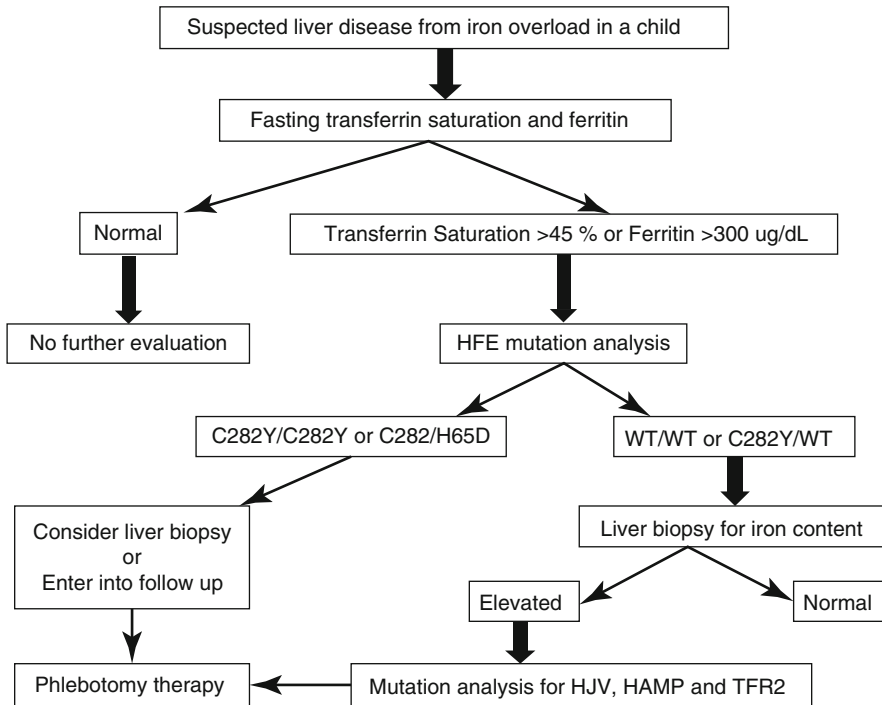 Suspected liver disease from iron overload in a child
Fasting transferrin saturation and ferritin
Normal
Transferrin Saturation >45 % or Ferritin >300 ug/dL
No further evaluation
HFE mutation analysis
C282Y/C282Y or C282/H65D
WT/WT or C282Y/WT
Consider liver biopsy
or
Enter into follow up
Liver biopsy for iron content
Elevated
Normal
Phlebotomy therapy
Mutation analysis for HJV, HAMP and TFR2